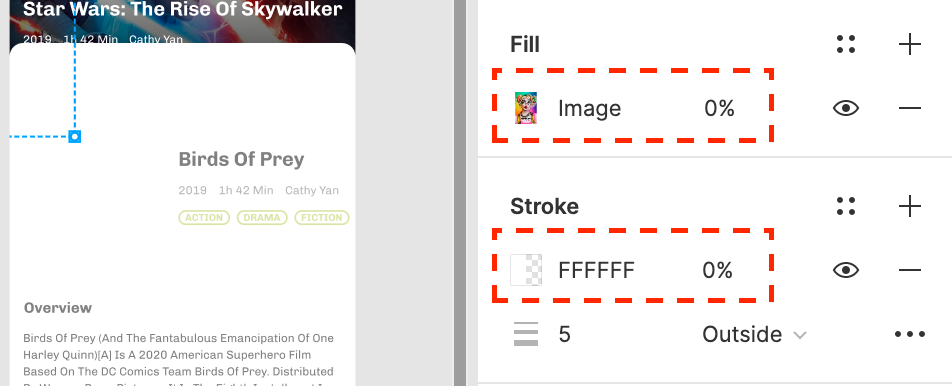 Star Wars: The Rise Of Skywalker
2019 1h 42 Min Cathy Yan
Birds Of Prey
2019 1h 42 Min Cathy Yan
ACTION DRAMA FICTION
Overview
Birds Of Prey (And The Fantabulous Emancipation Of One
Harley Quinn)[A] Is A 2020 American Superhero Film
Based On The DC Comics Team Birds Of Prey. Distributed
Fill
Image 0%
Stroke
FFFFFF 0%
5 Outside